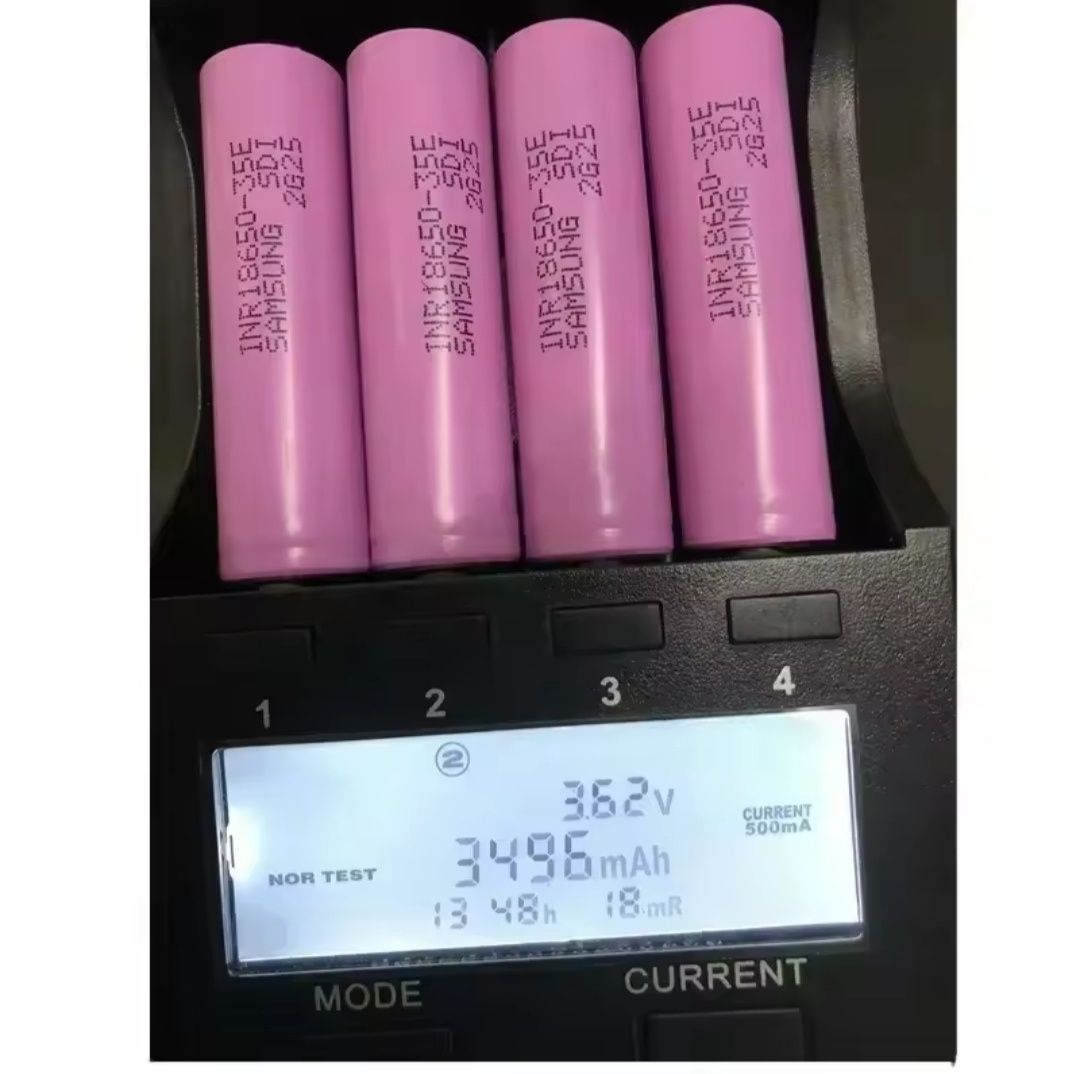 INR18650-35E
SAMSUNG SDI
2G25
INR18650-35E
SAMSUNG SDI
2G25
INR18650-35E
SAMSUNG SDI
2G25
INR18650-35E
SAMSUNG SDI
2G25
1
2
3
4
2
3.62V
CURRENT
500mA
NOR TEST
3496mAh
13 48h 18mR
MODE
CURRENT